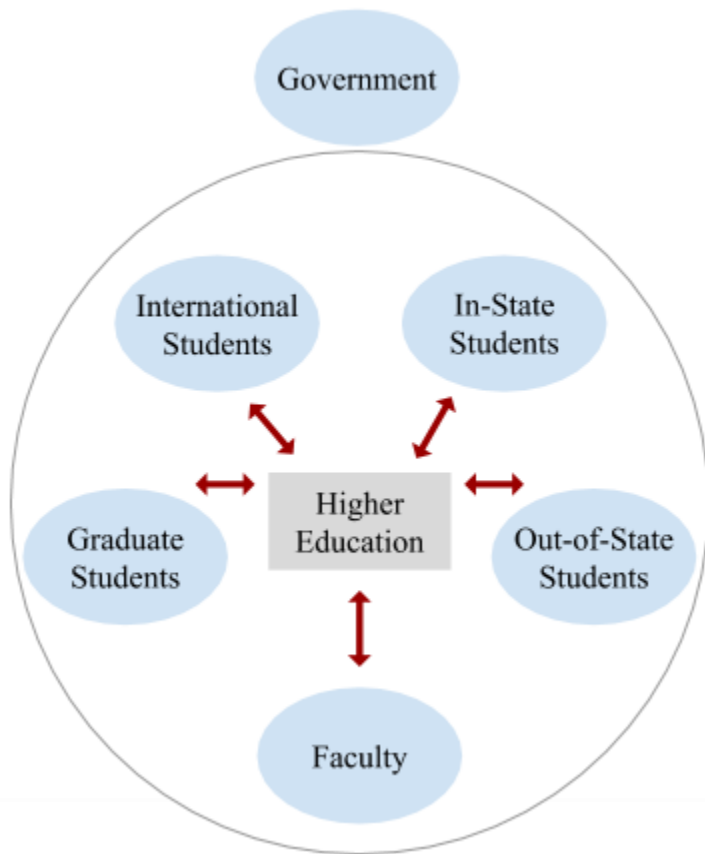 Government
International
Students
In-State
Students
Graduate
Students
Higher
Education
Out-of-State
Students
Faculty